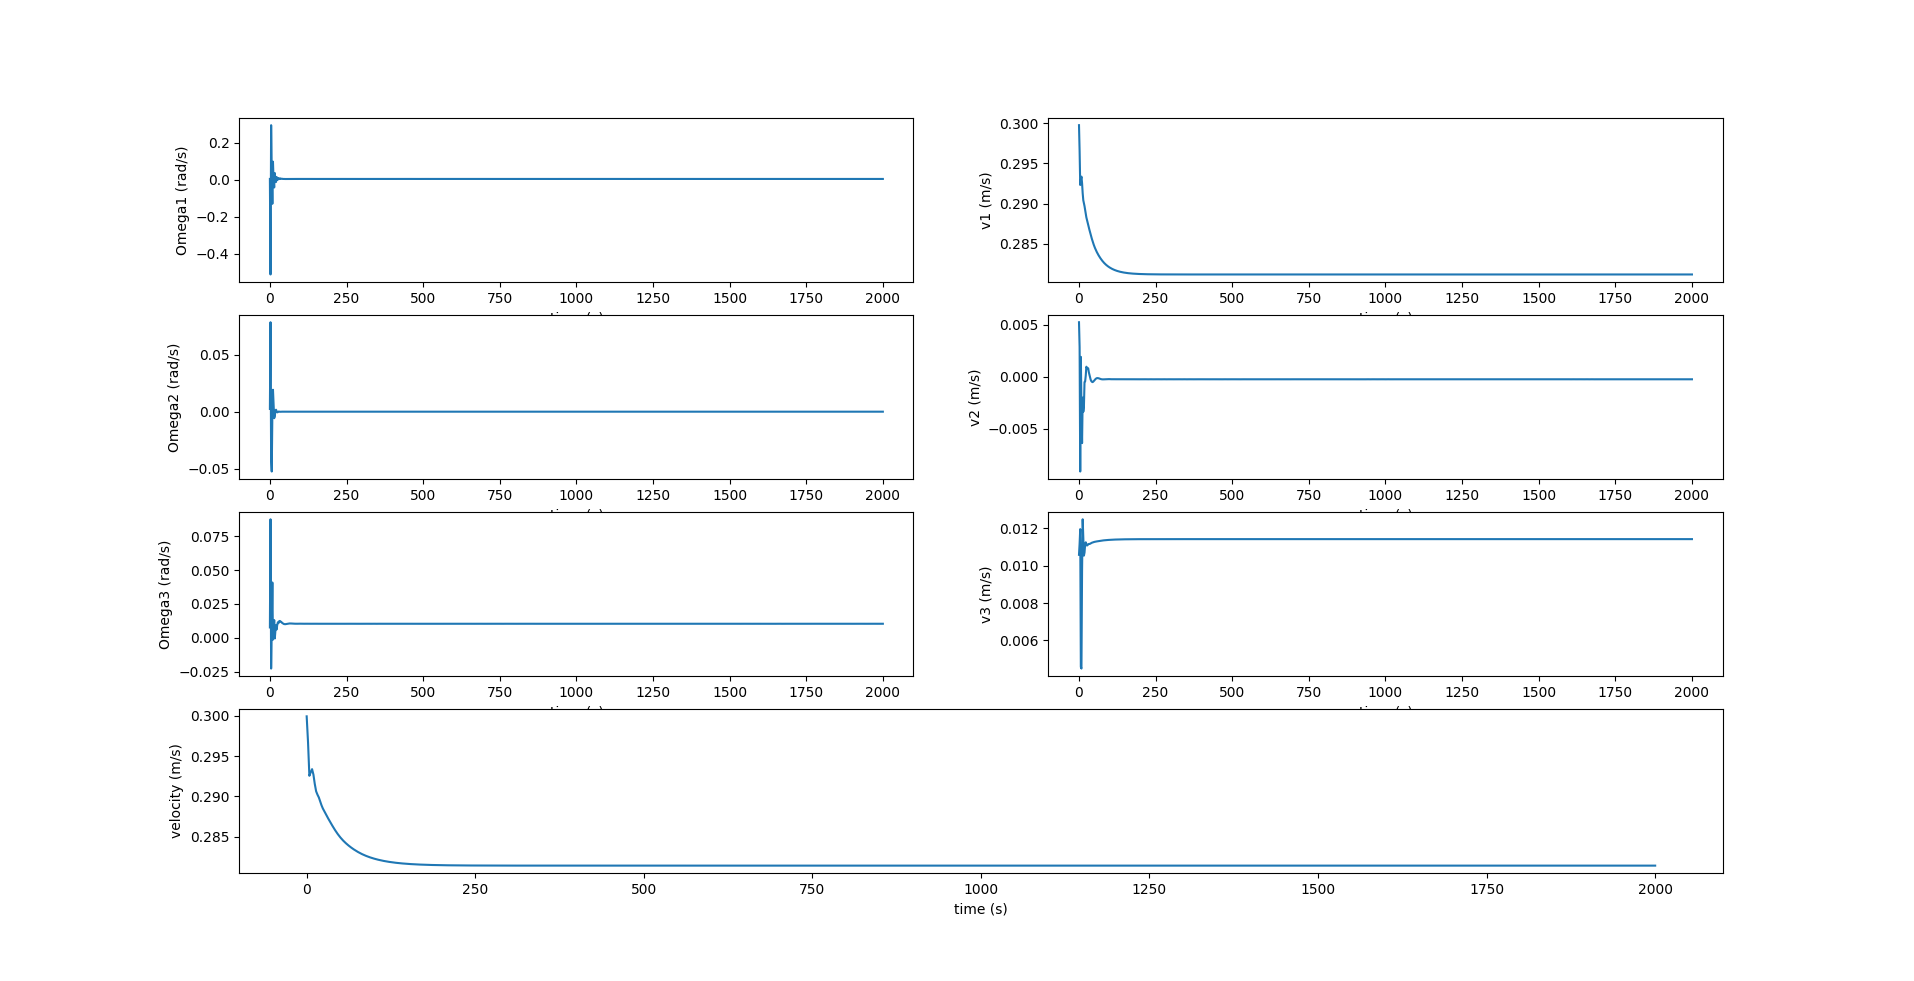 Omega1 (rad/s)
0.2
0.0
−0.2
−0.4
0 250 500 750 1000 1250 1500 1750 2000
v1 (m/s)
0.300
0.295
0.290
0.285
0 250 500 750 1000 1250 1500 1750 2000
Omega2 (rad/s)
0.05
0.00
−0.05
0 250 500 750 1000 1250 1500 1750 2000
v2 (m/s)
0.005
0.000
−0.005
0 250 500 750 1000 1250 1500 1750 2000
Omega3 (rad/s)
0.075
0.050
0.025
0.000
−0.025
0 250 500 750 1000 1250 1500 1750 2000
v3 (m/s)
0.012
0.010
0.008
0.006
0 250 500 750 1000 1250 1500 1750 2000
velocity (m/s)
0.300
0.295
0.290
0.285
0 250 500 750 1000 1250 1500 1750 2000
time (s)